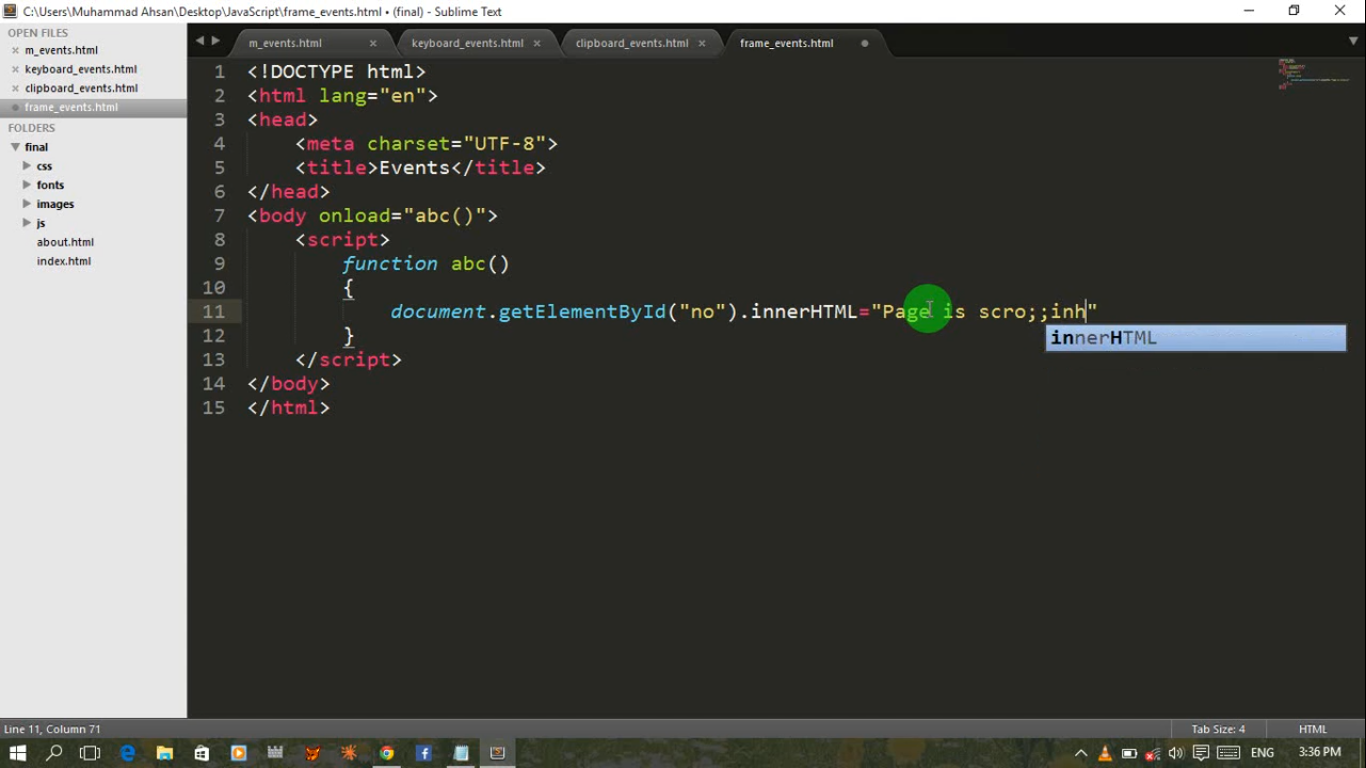 C:\Users\Muhammad Ahsan\Desktop\JavaScript\frame_events.html • (final) - Sublime Text
OPEN FILES
m_events.html
keyboard_events.html
clipboard_events.html
frame_events.html
FOLDERS
final
css
fonts
images
js
about.html
index.html
m_events.html keyboard_events.html clipboard_events.html frame_events.html
1 <!DOCTYPE html>
2 <html lang="en">
3 <head>
4 <meta charset="UTF-8">
5 <title>Events</title>
6 </head>
7 <body onload="abc()">
8 <script>
9 function abc()
10 {
11 document.getElementById("no").innerHTML="Page is scro;;inh"
innerHTML
12 }
13 </script>
14 </body>
15 </html>
Line 11, Column 71
Tab Size: 4 HTML
ENG 3:36 PM